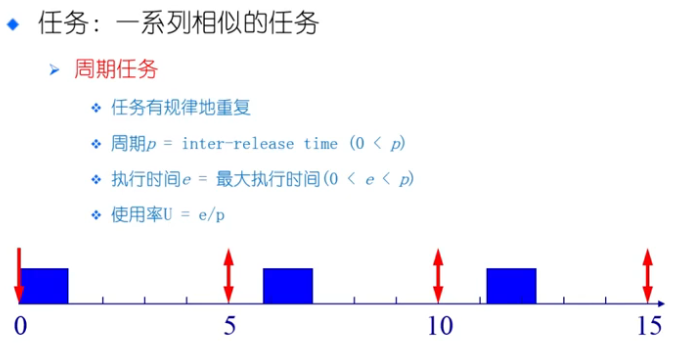 任务：一系列相似的任务
周期任务
任务有规律地重复
周期p = inter-release time (0 < p)
执行时间e = 最大执行时间(0 < e < p)
使用率U = e/p
0 5 10 15